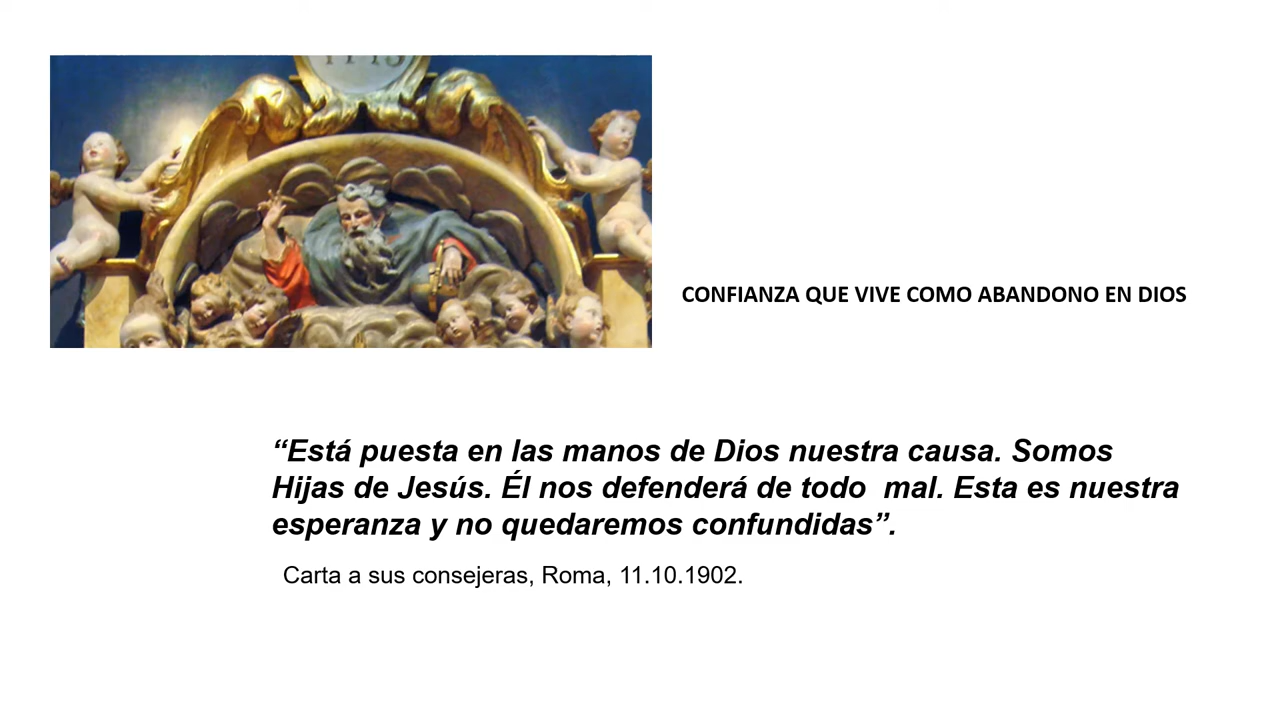 CONFIANZA QUE VIVE COMO ABANDONO EN DIOS
“Está puesta en las manos de Dios nuestra causa. Somos
Hijas de Jesús. Él nos defenderá de todo  mal. Esta es nuestra
esperanza y no quedaremos confundidas”.
Carta a sus consejeras, Roma, 11.10.1902.